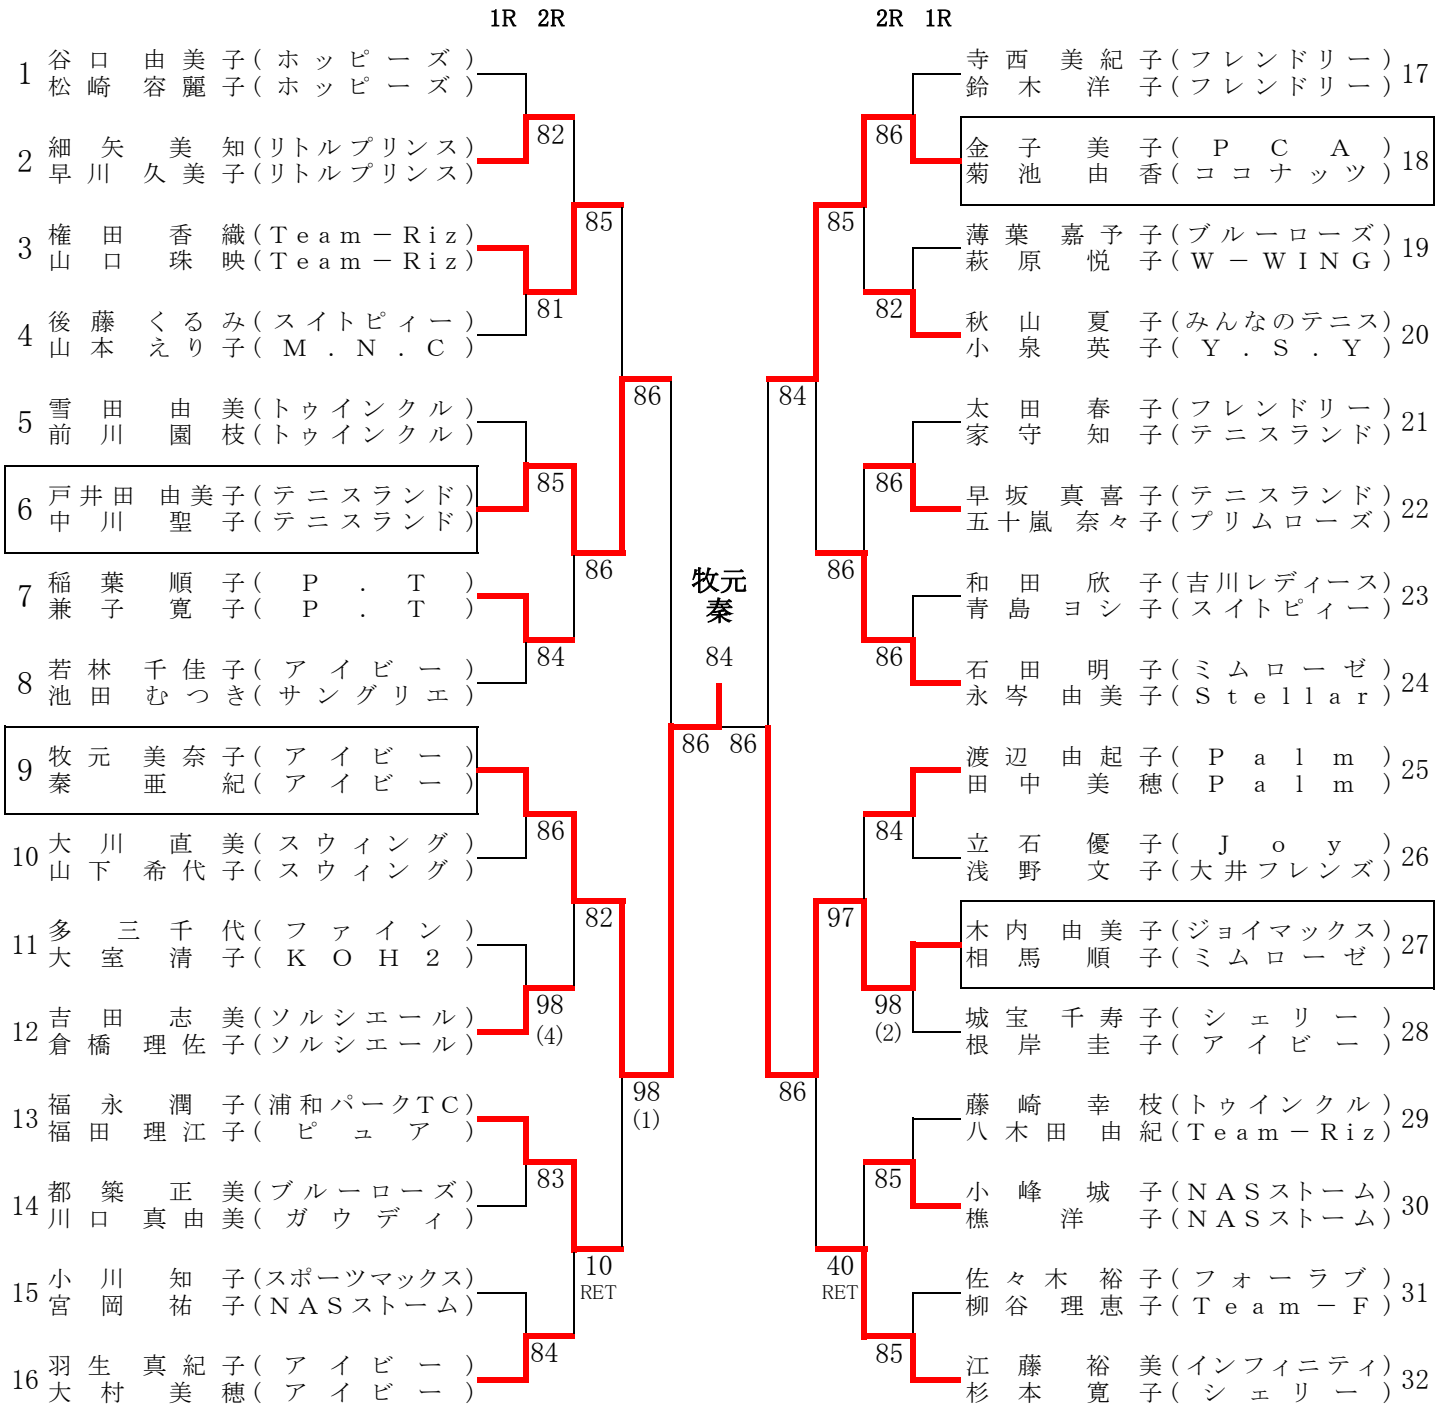 1R 2R
2R 1R
1 谷口 由美子(ホッピーズ)
松崎 容麗子(ホッピーズ)
2 細矢 美知(リトルプリンス)
早川 久美子(リトルプリンス)
3 権田 香織(Team－Riz)
山口 珠映(Team－Riz)
4 後藤 くるみ(スイトピィー)
山本 えり子(M.N.C)
5 雪田 由美(トゥインクル)
前川 園枝(トゥインクル)
6 戸井田 由美子(テニスランド)
中川 聖子(テニスランド)
7 稲葉 順子(P.T)
兼子 寛子(P.T)
8 若林 千佳子(アイビー)
池田 むつき(サングリエ)
9 牧元 美奈子(アイビー)
秦 亜紀(アイビー)
10 大川 直美(スウィング)
山下 希代子(スウィング)
11 多 三千代(ファイン)
大室 清子(KOH2)
12 吉田 志美(ソルシエール)
倉橋 理佐子(ソルシエール)
13 福永 潤子(浦和パークTC)
福田 理江子(ピュア)
14 都築 正美(ブルーローズ)
川口 真由美(ガウディ)
15 小川 知子(スポーツマックス)
宮岡 祐子(NASストーム)
16 羽生 真紀子(アイビー)
大村 美穂(アイビー)
82
81
85
84
86
98
(4)
83
84
85
86
82
10
RET
86
98
(1)
86
牧元
秦
84
86
84
86
85
86
97
40
RET
86
82
86
86
84
98
(2)
85
85
寺西 美紀子(フレンドリー) 17
鈴木 洋子(フレンドリー)
金子 美子(PCA) 18
菊池 由香(ココナッツ)
薄葉 嘉予子(ブルーローズ) 19
萩原 悦子(W－WING)
秋山 夏子(みんなのテニス) 20
小泉 英子(Y.S.Y)
太田 春子(フレンドリー) 21
家守 知子(テニスランド)
早坂 真喜子(テニスランド) 22
五十嵐 奈々子(プリムローズ)
和田 欣子(吉川レディース) 23
青島 ヨシ子(スイトピィー)
石田 明子(ミムローゼ) 24
永岑 由美子(Stellar)
渡辺 由起子(Palm) 25
田中 美穂(Palm)
立石 優子(Joy) 26
浅野 文子(大井フレンズ)
木内 由美子(ジョイマックス) 27
相馬 順子(ミムローゼ)
城宝 千寿子(シェリー) 28
根岸 圭子(アイビー)
藤崎 幸枝(トゥインクル) 29
八木田 由紀(Team－Riz)
小峰 城子(NASストーム) 30
樵 洋子(NASストーム)
佐々木 裕子(フォーラブ) 31
柳谷 理恵子(Team－F)
江藤 裕美(インフィニティ) 32
杉本 寛子(シェリー)